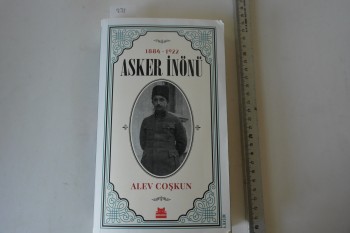 1884 - 1922
ASKER İNÖNÜ
ALEV COŞKUN